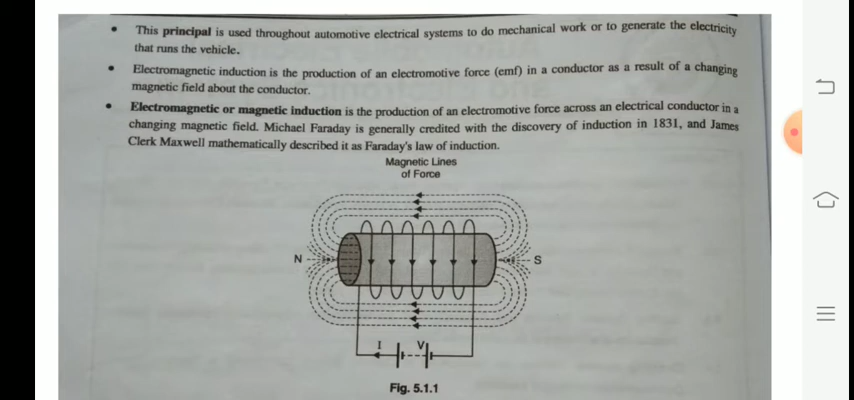 • This principal is used throughout automotive electrical systems to do mechanical work or to generate the electricity
that runs the vehicle.
• Electromagnetic induction is the production of an electromotive force (emf) in a conductor as a result of a changing
magnetic field about the conductor.
• Electromagnetic or magnetic induction is the production of an electromotive force across an electrical conductor in a
changing magnetic field. Michael Faraday is generally credited with the discovery of induction in 1831, and James
Clerk Maxwell mathematically described it as Faraday's law of induction.
Magnetic Lines
of Force
N
S
I
V
Fig. 5.1.1